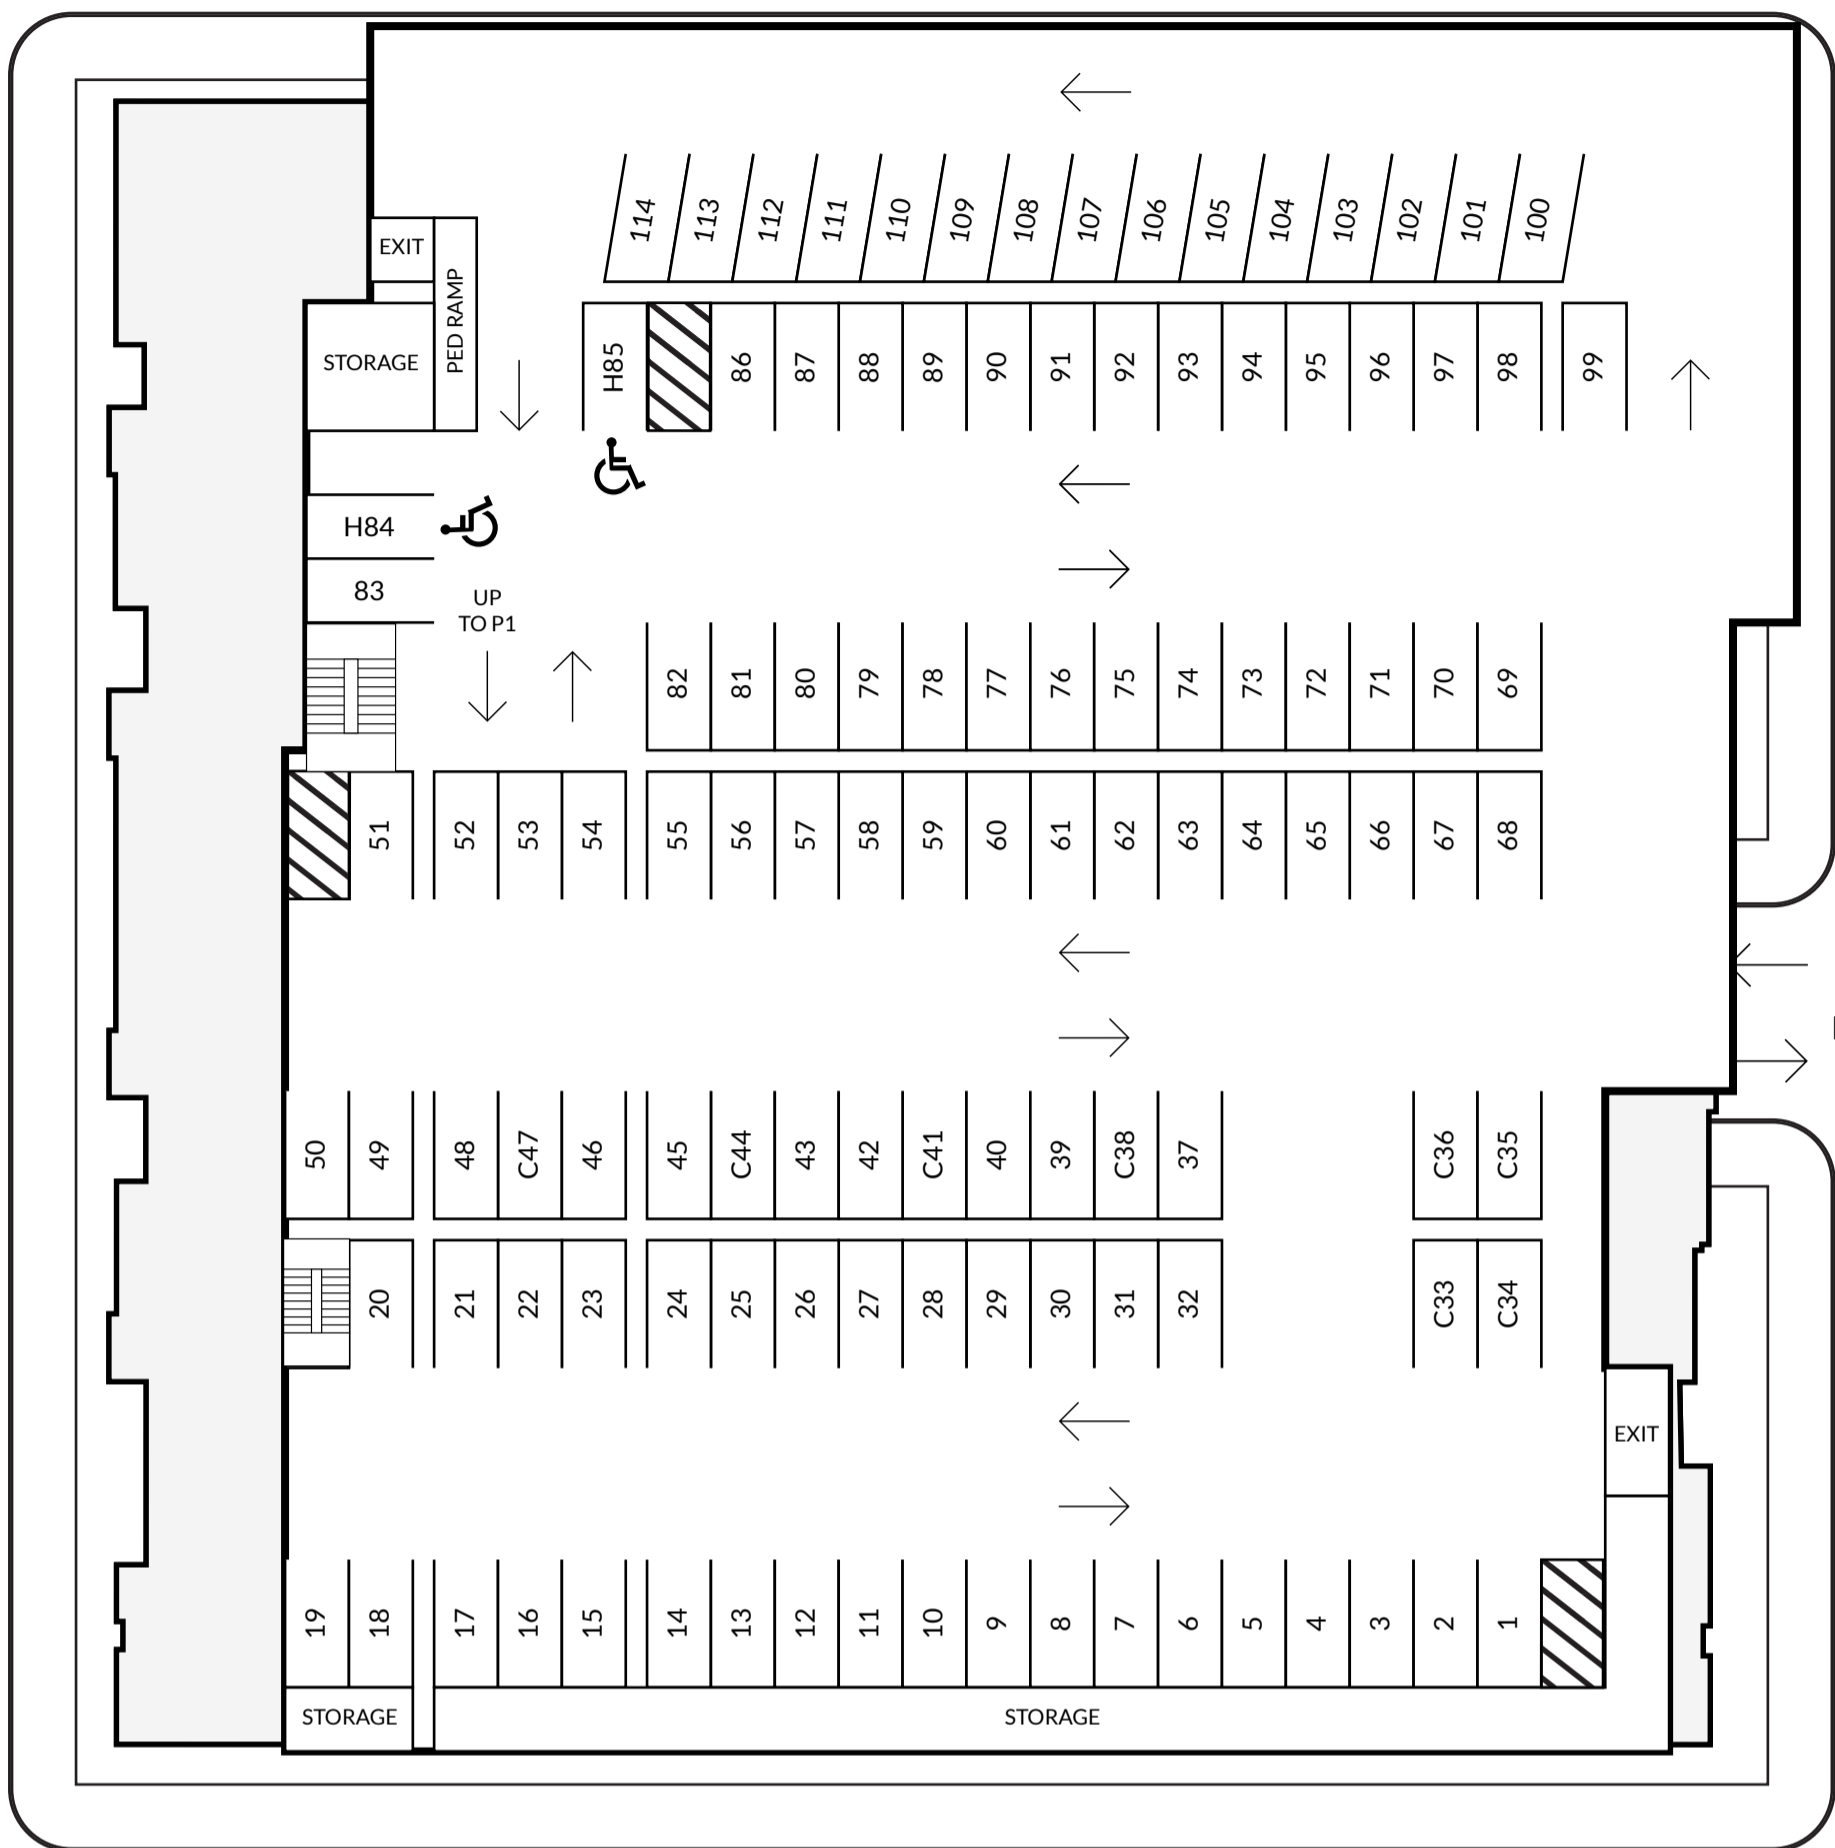 114 113 112 111 110 109 108 107 106 105 104 103 102 101 100
EXIT
PED RAMP
STORAGE
H85 86 87 88 89 90 91 92 93 94 95 96 97 98 99
H84
83
UP
TO P1
82 81 80 79 78 77 76 75 74 73 72 71 70 69
51 52 53 54 55 56 57 58 59 60 61 62 63 64 65 66 67 68
50 49 48 C47 46 45 C44 43 42 C41 40 39 C38 37 C36 C35
20 21 22 23 24 25 26 27 28 29 30 31 32 C33 C34
EXIT
19 18 17 16 15 14 13 12 11 10 9 8 7 6 5 4 3 2 1
STORAGE STORAGE